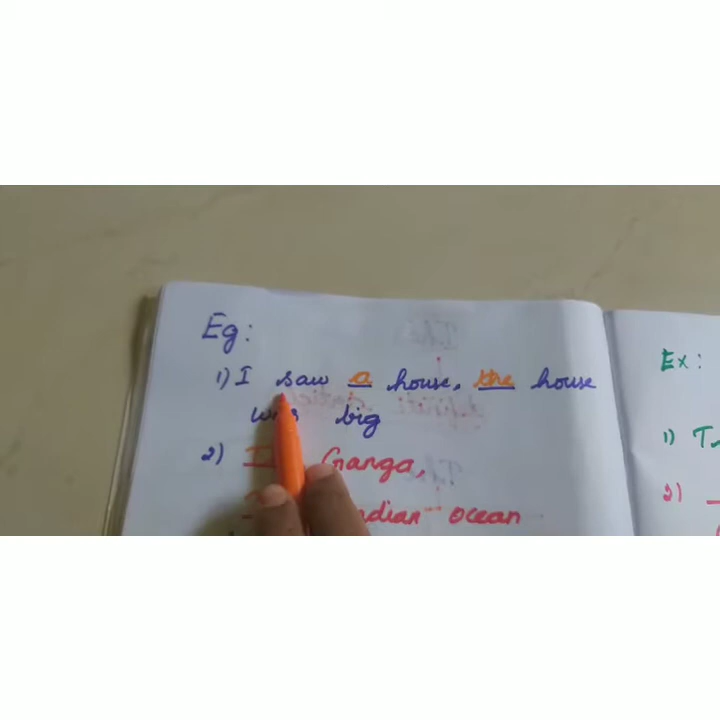 Eg:
1) I saw a house, the house
big
2) Ganga,
ocean
Ex:
1)
2)